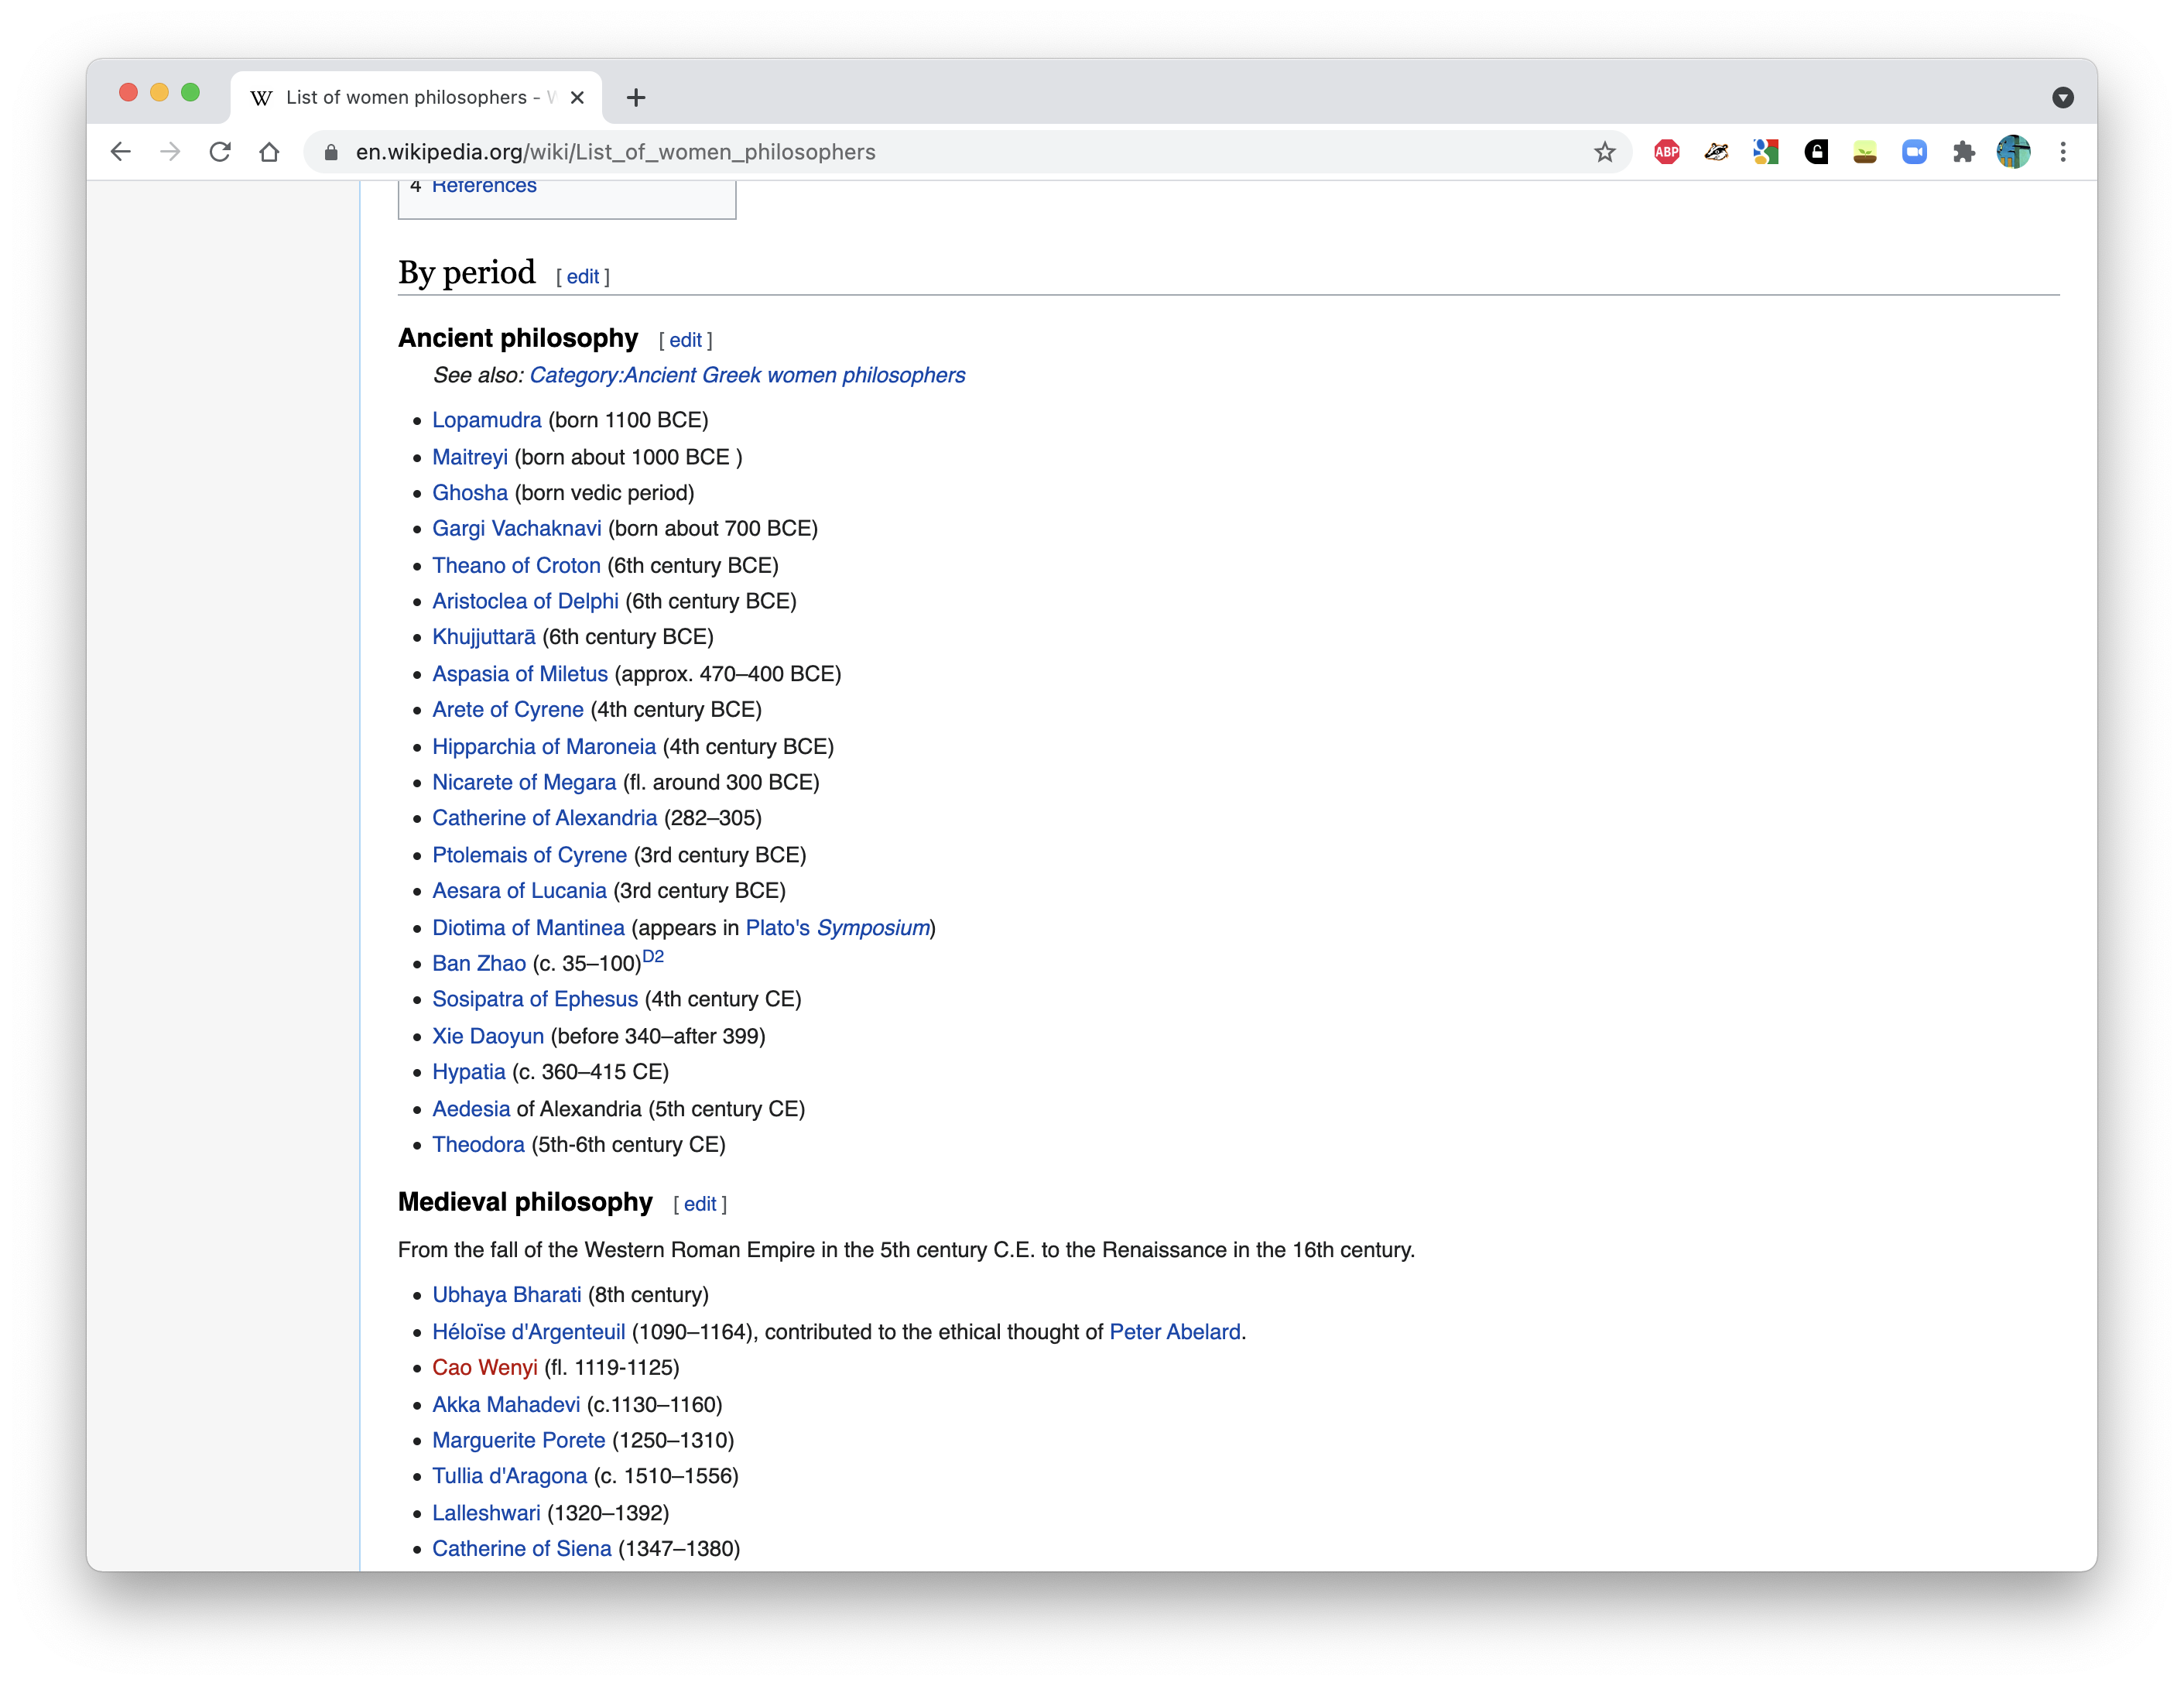 List of women philosophers - W
en.wikipedia.org/wiki/List_of_women_philosophers
ABP
4 References
By period [ edit ]
Ancient philosophy [ edit ]
See also: Category:Ancient Greek women philosophers
Lopamudra (born 1100 BCE)
Maitreyi (born about 1000 BCE )
Ghosha (born vedic period)
Gargi Vachaknavi (born about 700 BCE)
Theano of Croton (6th century BCE)
Aristoclea of Delphi (6th century BCE)
Khujjuttarā (6th century BCE)
Aspasia of Miletus (approx. 470–400 BCE)
Arete of Cyrene (4th century BCE)
Hipparchia of Maroneia (4th century BCE)
Nicarete of Megara (fl. around 300 BCE)
Catherine of Alexandria (282–305)
Ptolemais of Cyrene (3rd century BCE)
Aesara of Lucania (3rd century BCE)
Diotima of Mantinea (appears in Plato's Symposium)
Ban Zhao (c. 35–100)D2
Sosipatra of Ephesus (4th century CE)
Xie Daoyun (before 340–after 399)
Hypatia (c. 360–415 CE)
Aedesia of Alexandria (5th century CE)
Theodora (5th-6th century CE)
Medieval philosophy [ edit ]
From the fall of the Western Roman Empire in the 5th century C.E. to the Renaissance in the 16th century.
Ubhaya Bharati (8th century)
Héloïse d'Argenteuil (1090–1164), contributed to the ethical thought of Peter Abelard.
Cao Wenyi (fl. 1119-1125)
Akka Mahadevi (c.1130–1160)
Marguerite Porete (1250–1310)
Tullia d'Aragona (c. 1510–1556)
Lalleshwari (1320–1392)
Catherine of Siena (1347–1380)